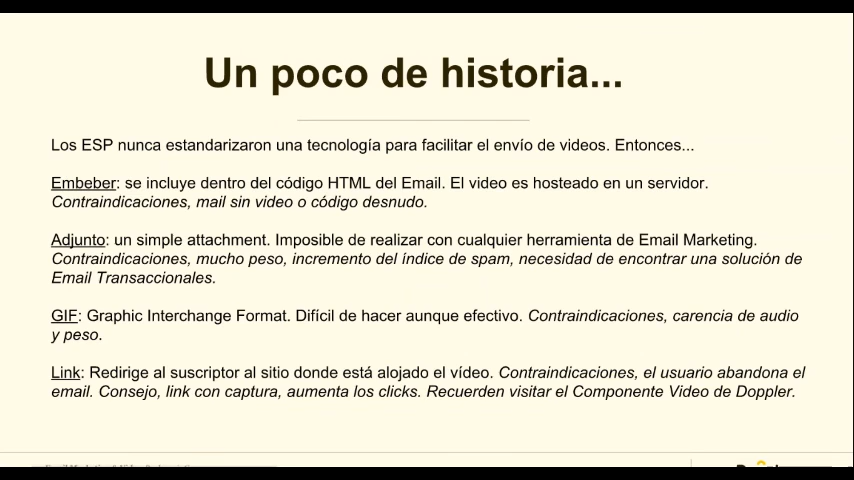 Un poco de historia...
Los ESP nunca estandarizaron una tecnología para facilitar el envío de videos. Entonces...
Embeber: se incluye dentro del código HTML del Email. El video es hosteado en un servidor.
Contraindicaciones, mail sin video o código desnudo.
Adjunto: un simple attachment. Imposible de realizar con cualquier herramienta de Email Marketing.
Contraindicaciones, mucho peso, incremento del índice de spam, necesidad de encontrar una solución de
Email Transaccionales.
GIF: Graphic Interchange Format. Difícil de hacer aunque efectivo. Contraindicaciones, carencia de audio
y peso.
Link: Redirige al suscriptor al sitio donde está alojado el vídeo. Contraindicaciones, el usuario abandona el
email. Consejo, link con captura, aumenta los clicks. Recuerden visitar el Componente Video de Doppler.